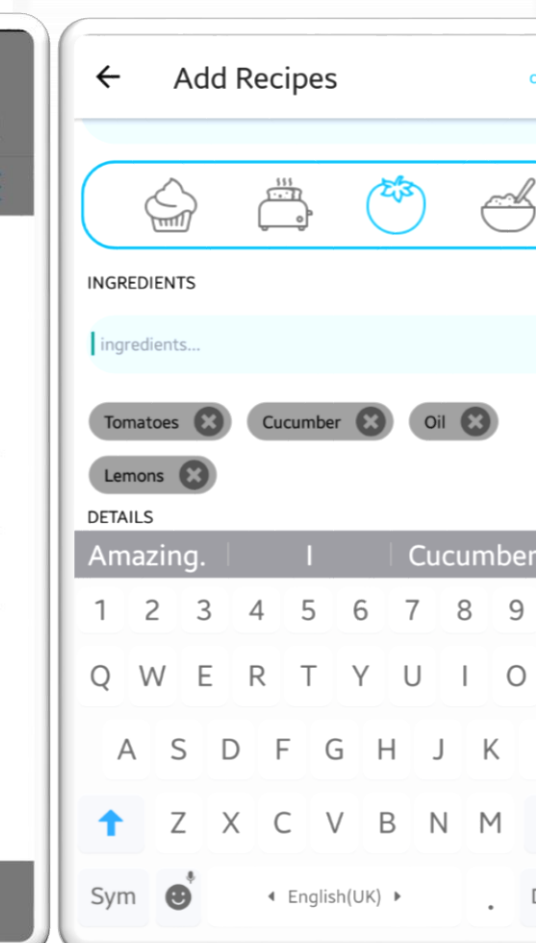 Add Recipes
INGREDIENTS
ingredients...
Tomatoes Cucumber Oil
Lemons
DETAILS
Amazing. I Cucumber
1 2 3 4 5 6 7 8 9
Q W E R T Y U I O
A S D F G H J K
Z X C V B N M
Sym English(UK) .